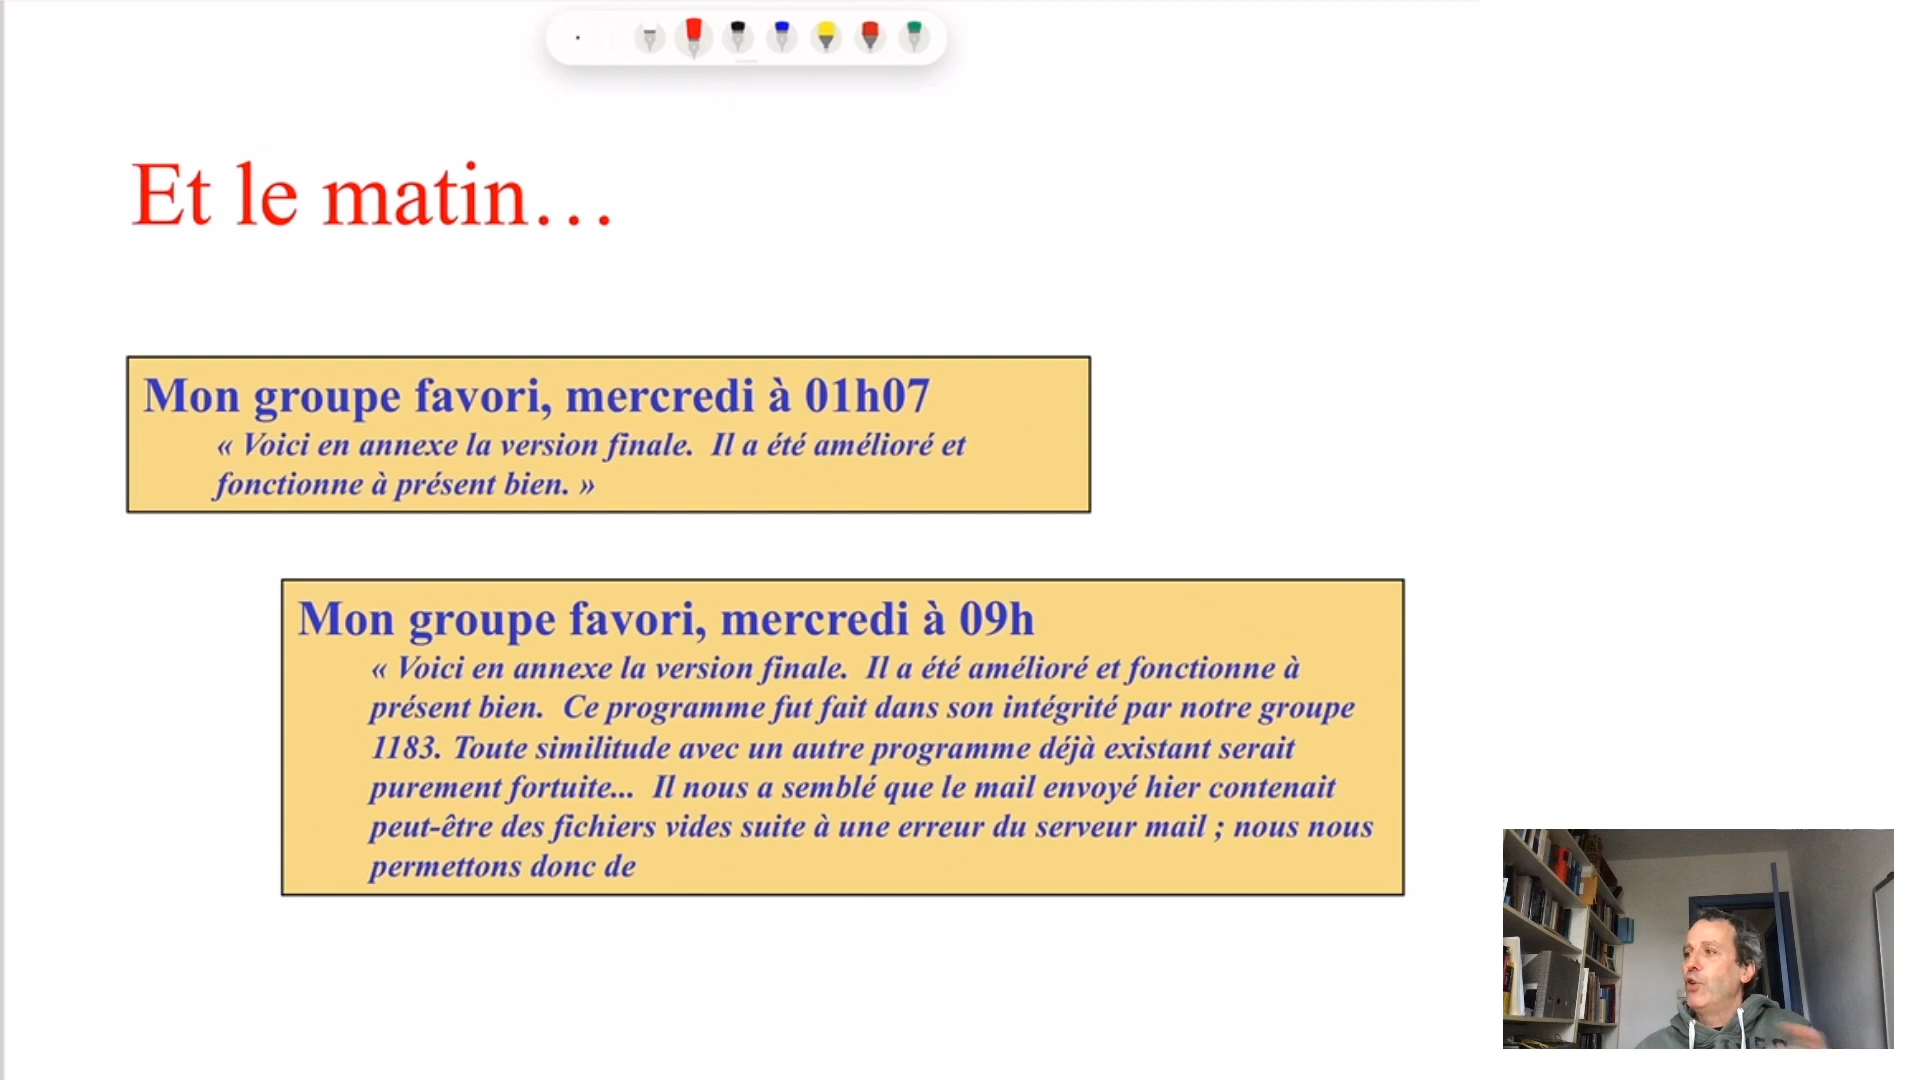 Et le matin…
Mon groupe favori, mercredi à 01h07
« Voici en annexe la version finale. Il a été amélioré et
fonctionne à présent bien. »
Mon groupe favori, mercredi à 09h
« Voici en annexe la version finale. Il a été amélioré et fonctionne à
présent bien. Ce programme fut fait dans son intégrité par notre groupe
1183. Toute similitude avec un autre programme déjà existant serait
purement fortuite... Il nous a semblé que le mail envoyé hier contenait
peut-être des fichiers vides suite à une erreur du serveur mail ; nous nous
permettons donc de